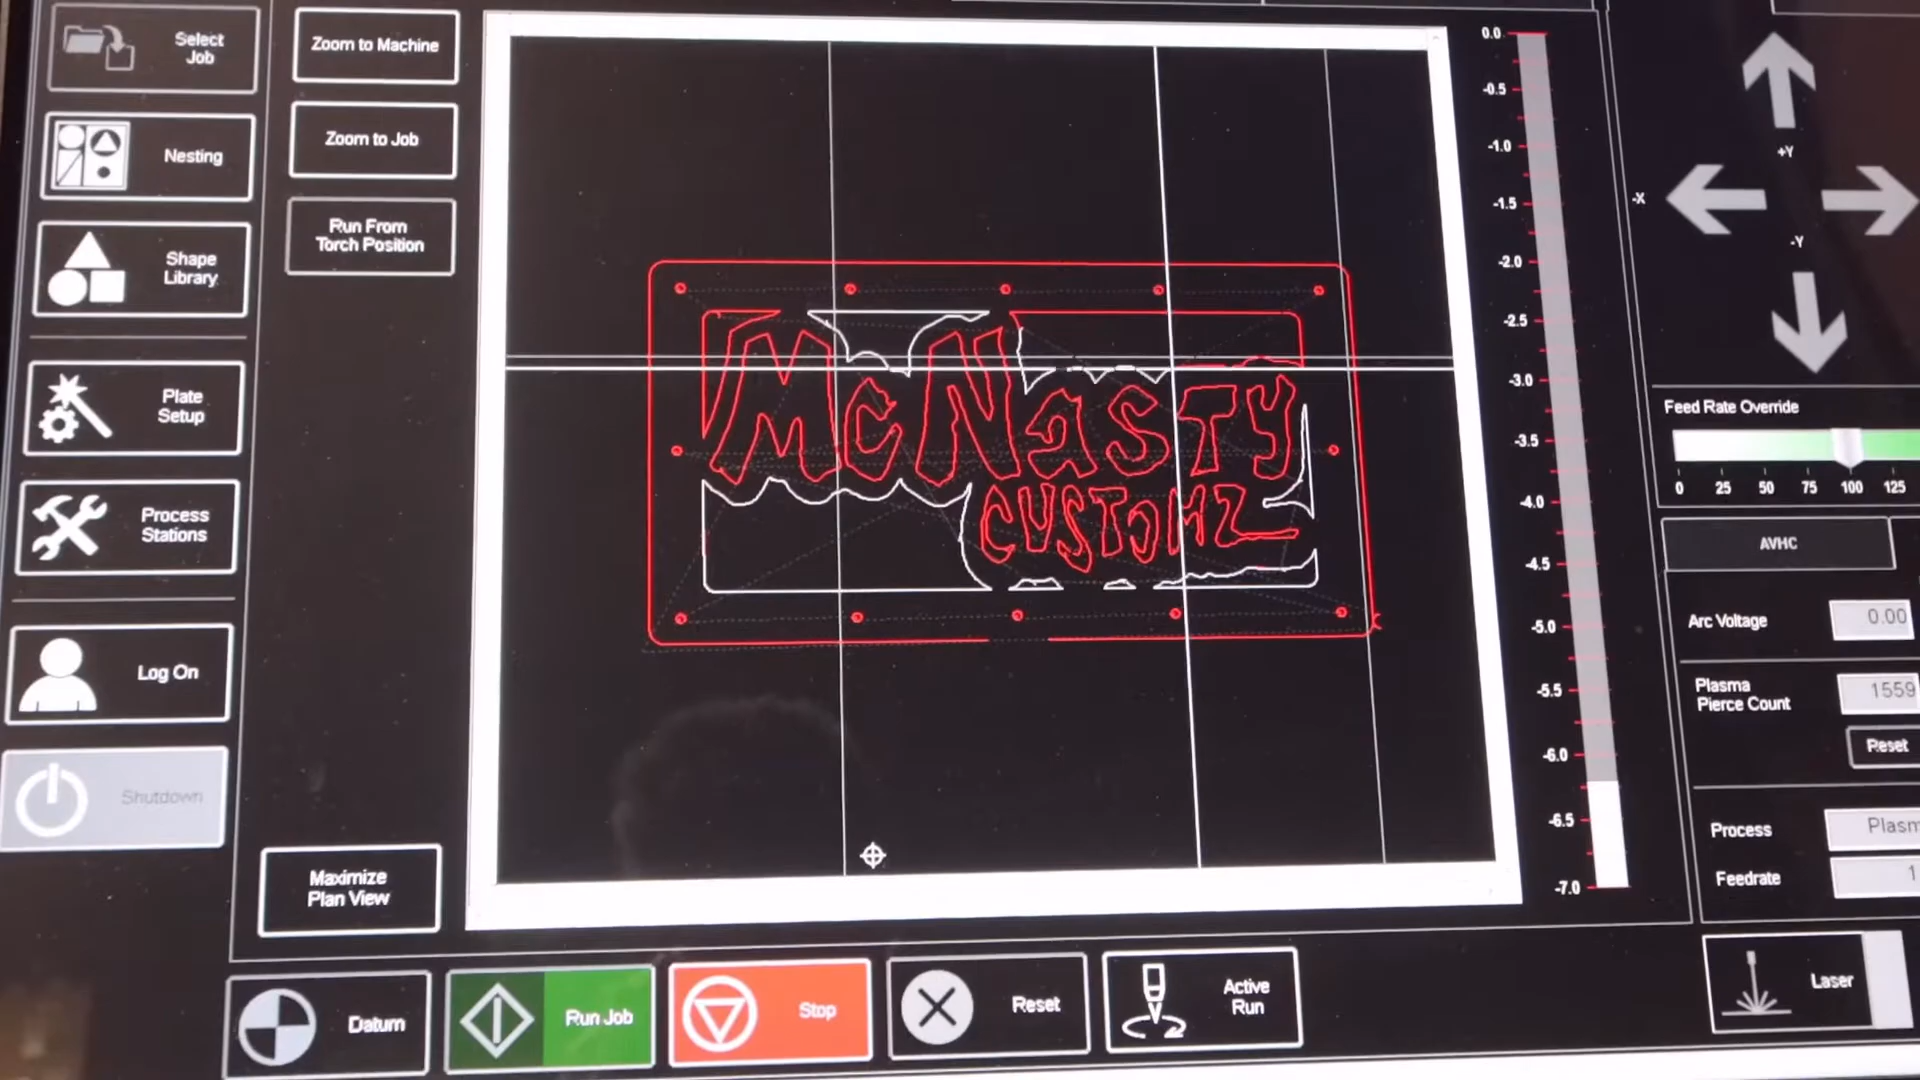 Select
Job
Nesting
Shape
Library
Plate
Setup
Process
Stations
Log On
Shutdown
Zoom to Machine
Zoom to Job
Run From
Torch Position
Maximize
Plan View
McNasty
CUSTOMZ
0.0
-0.5
-1.0
-1.5
-2.0
-2.5
-3.0
-3.5
-4.0
-4.5
-5.0
-5.5
-6.0
-6.5
-7.0
+Y
-X
-Y
Feed Rate Override
0 25 50 75 100 125
AVHC
Arc Voltage 0.00
Plasma
Pierce Count 1559
Reset
Process Plasm
Feedrate 1
Laser
Datum
Run Job
Stop
Reset
Active
Run